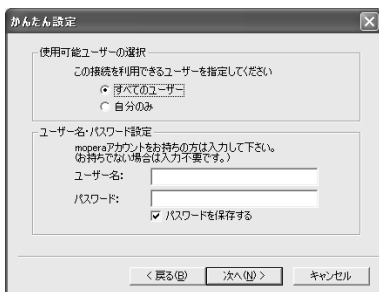 かんたん設定
使用可能ユーザーの選択
この接続を利用できるユーザーを指定してください
すべてのユーザー
自分のみ
ユーザー名・パスワード設定
moperaアカウントをお持ちの方は入力して下さい。
(お持ちでない場合は入力不要です。)
ユーザー名:
パスワード:
パスワードを保存する
< 戻る(B)
次へ(N) >
キャンセル